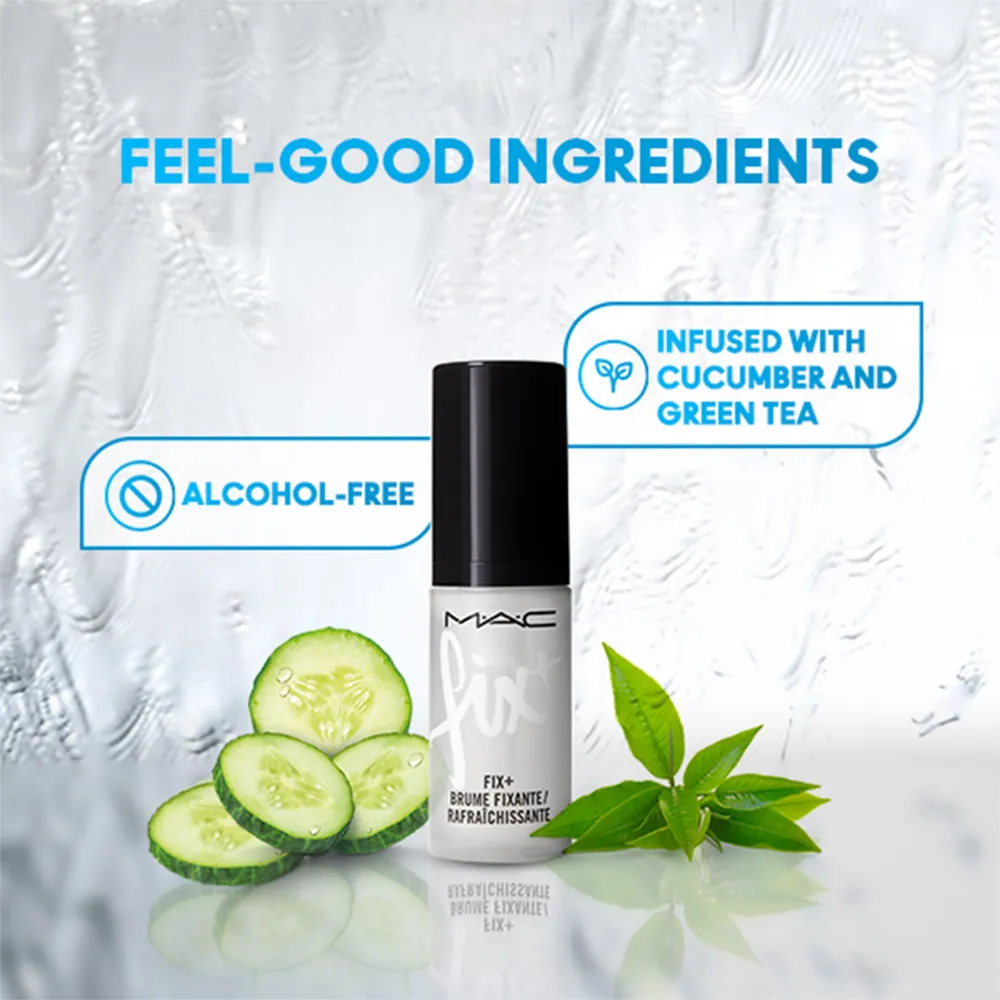 FEEL-GOOD INGREDIENTS
INFUSED WITH
CUCUMBER AND
GREEN TEA
ALCOHOL-FREE
M·A·C
fix+
FIX+
BRUME FIXANTE/
RAFRAÎCHISSANTE